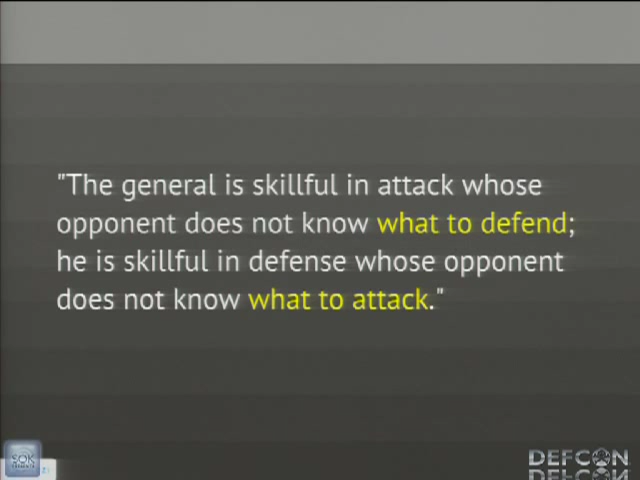 "The general is skillful in attack whose
opponent does not know what to defend;
he is skillful in defense whose opponent
does not know what to attack."
SOK
DEFCON